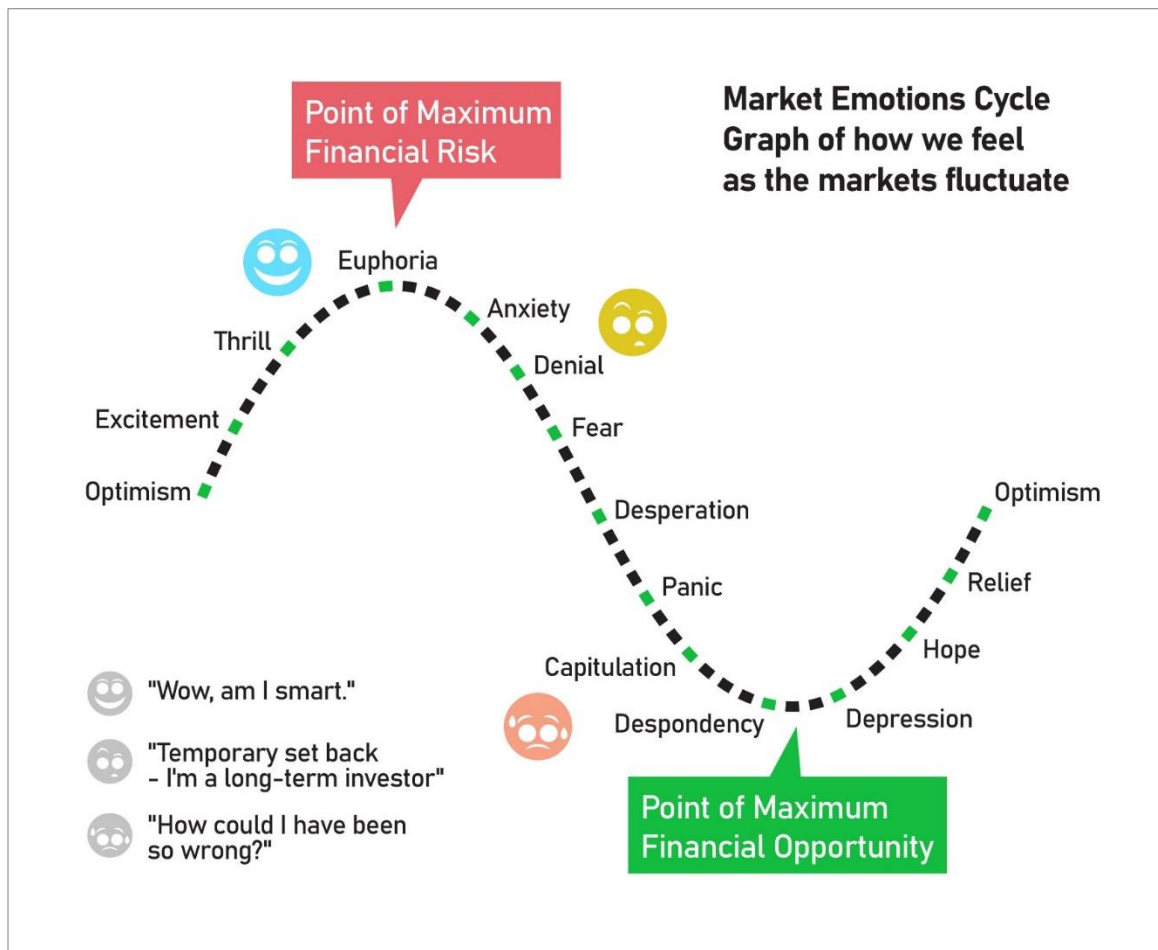 Point of Maximum
Financial Risk
Market Emotions Cycle
Graph of how we feel
as the markets fluctuate
Euphoria
Anxiety
Thrill
Denial
Excitement
Fear
Optimism
Desperation
Optimism
Panic
Relief
Capitulation
Hope
Despondency
Depression
"Wow, am I smart."
"Temporary set back
- I'm a long-term investor"
"How could I have been
so wrong?"
Point of Maximum
Financial Opportunity